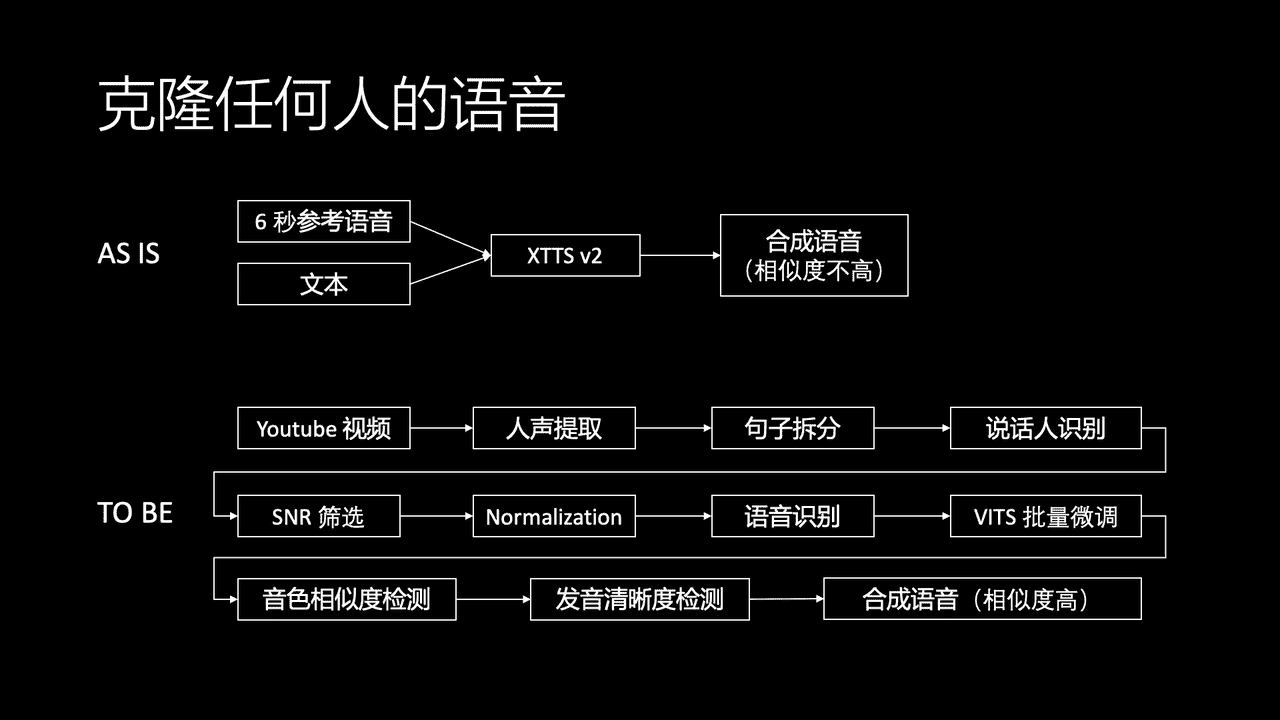 克隆任何人的语音
AS IS
6 秒参考语音
文本
XTTS v2
合成语音
（相似度不高）
TO BE
Youtube 视频
人声提取
句子拆分
说话人识别
SNR 筛选
Normalization
语音识别
VITS 批量微调
音色相似度检测
发音清晰度检测
合成语音（相似度高）